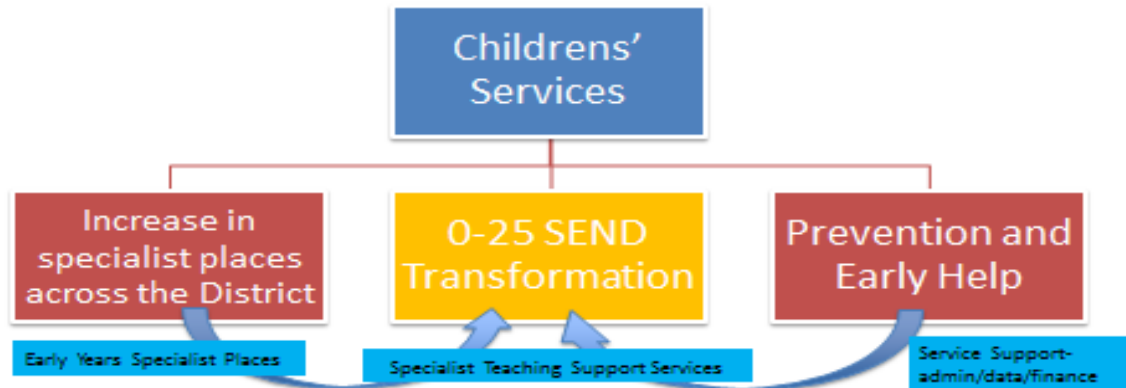 Childrens'
Services
Increase in
specialist places
across the District
0-25 SEND
Transformation
Prevention and
Early Help
Early Years Specialist Places
Specialist Teaching Support Services
Service Support-
admin/data/finance